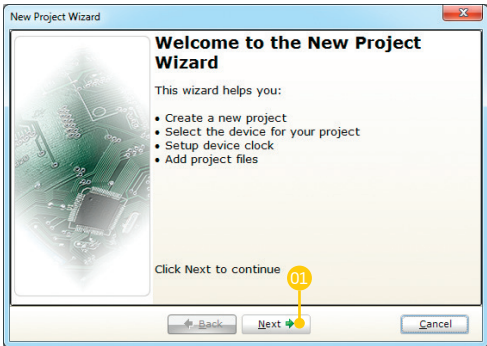 New Project Wizard
Welcome to the New Project
Wizard
This wizard helps you:
• Create a new project
• Select the device for your project
• Setup device clock
• Add project files
Click Next to continue
01
Back Next Cancel